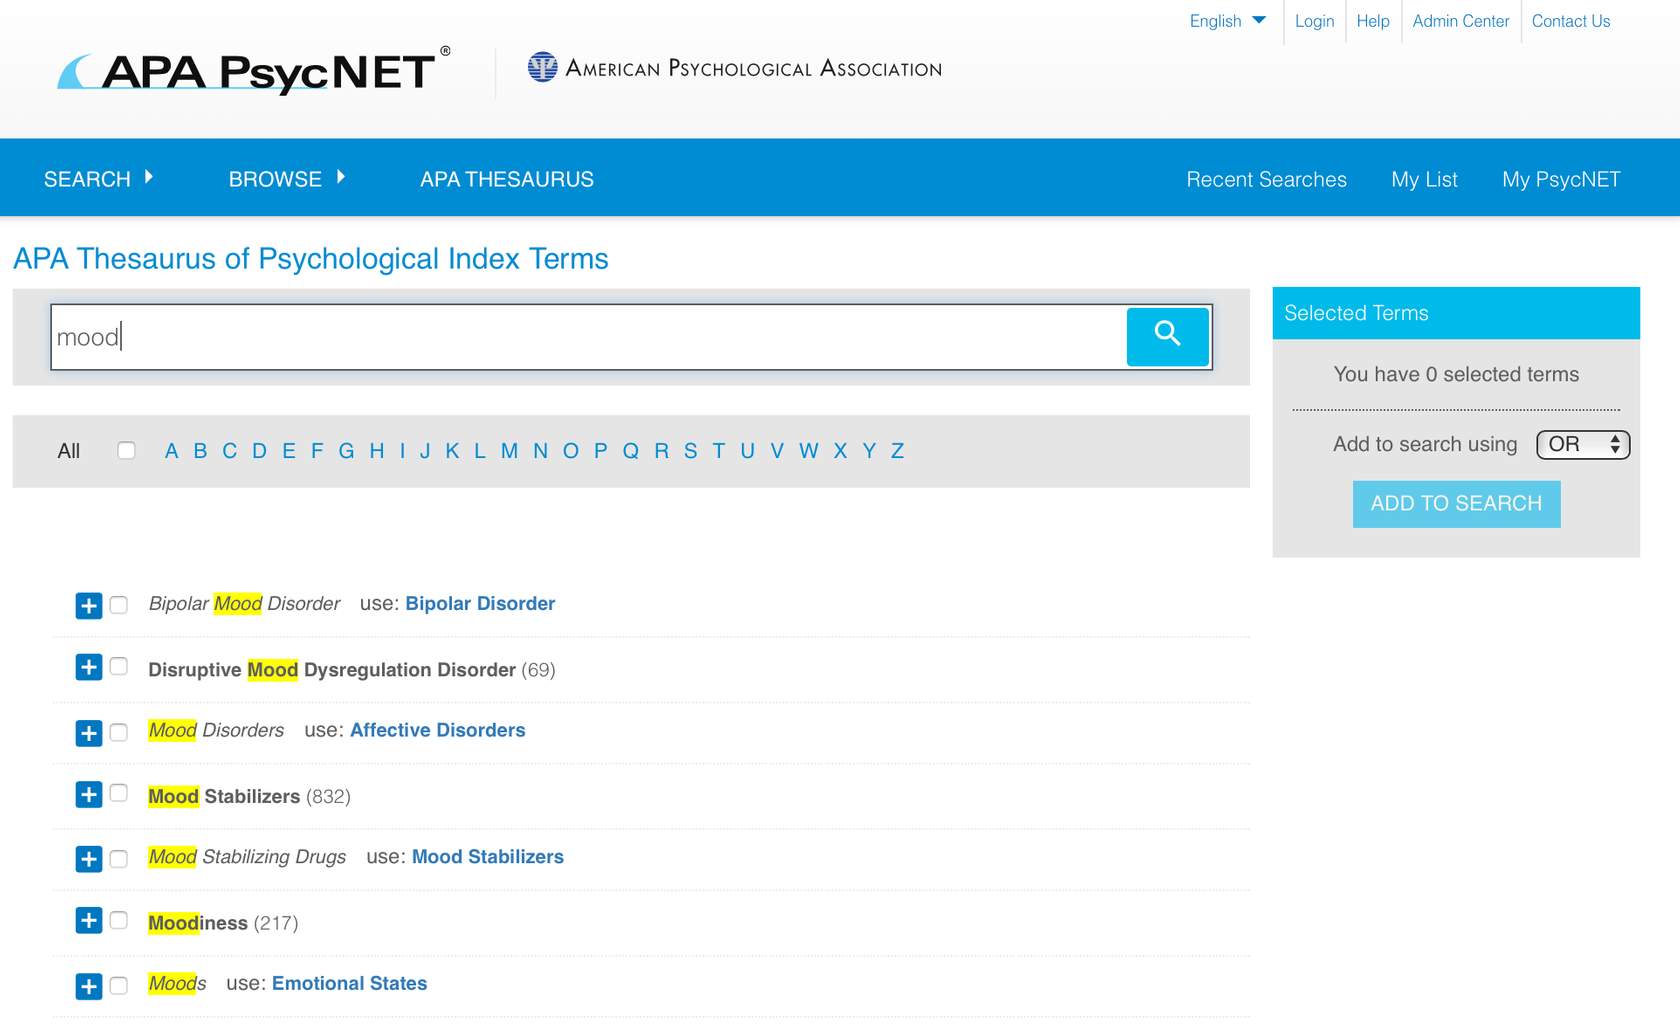 English Login Help Admin Center Contact Us
APA PsycNET® AMERICAN PSYCHOLOGICAL ASSOCIATION
SEARCH BROWSE APA THESAURUS Recent Searches My List My PsycNET
APA Thesaurus of Psychological Index Terms
mood
All A B C D E F G H I J K L M N O P Q R S T U V W X Y Z
Selected Terms
You have 0 selected terms
Add to search using OR
ADD TO SEARCH
Bipolar Mood Disorder use: Bipolar Disorder
Disruptive Mood Dysregulation Disorder (69)
Mood Disorders use: Affective Disorders
Mood Stabilizers (832)
Mood Stabilizing Drugs use: Mood Stabilizers
Moodiness (217)
Moods use: Emotional States